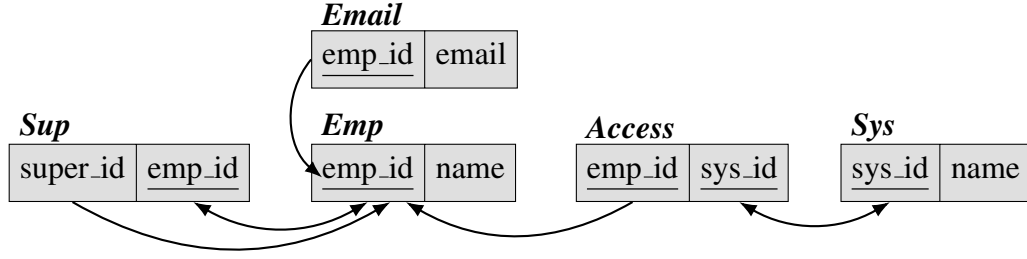 Email
emp_id email
Sup Emp Access Sys
super_id emp_id emp_id name emp_id sys_id sys_id name